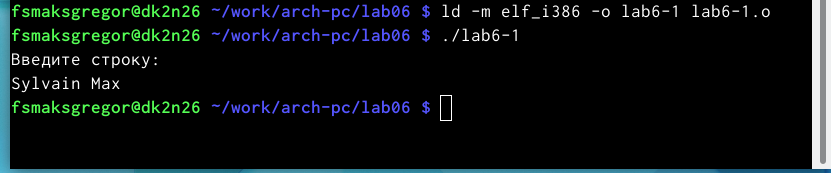 fsmaksgregor@dk2n26 ~/work/arch-pc/lab06 $ ld -m elf_i386 -o lab6-1 lab6-1.o
fsmaksgregor@dk2n26 ~/work/arch-pc/lab06 $ ./lab6-1
Введите строку:
Sylvain Max
fsmaksgregor@dk2n26 ~/work/arch-pc/lab06 $